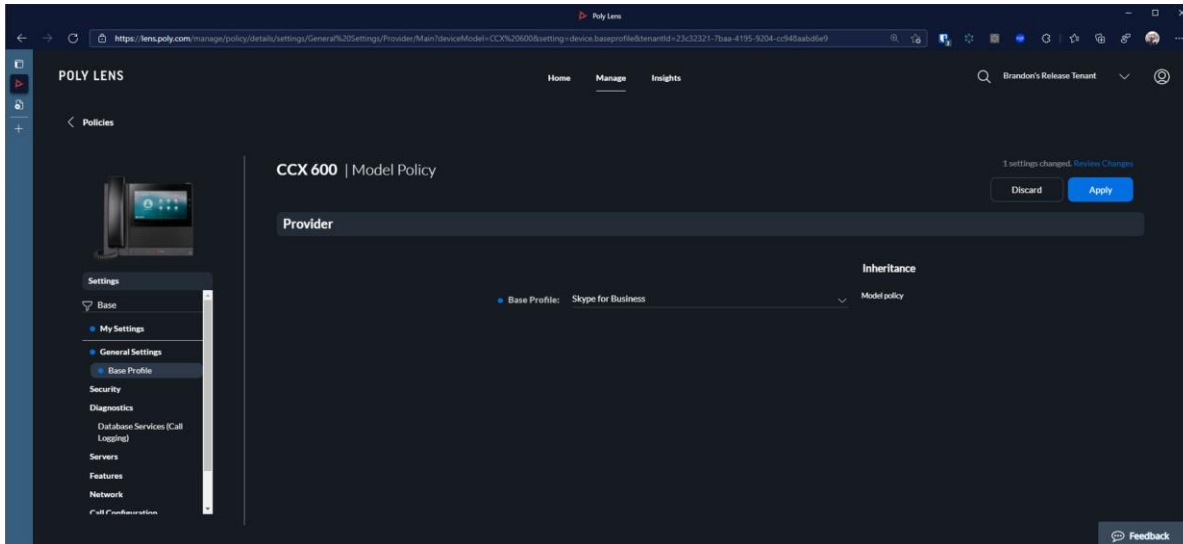 Poly Lens
https://lens.poly.com/manage/policy/details/settings/General%20Settings/Provider/Main?deviceModel=CCX%20600&setting=device.baseprofile&tenantId=23c32321-7baa-4195-9204-cc948aabd6e9
POLY LENS
Home Manage Insights
Brandon's Release Tenant
Policies
CCX 600 | Model Policy
1 settings changed. Review Changes
Discard Apply
Provider
Inheritance
Base Profile: Skype for Business
Model policy
Settings
Base
My Settings
General Settings
Base Profile
Security
Diagnostics
Database Services (Call
Logging)
Servers
Features
Network
Call Configuration
Feedback